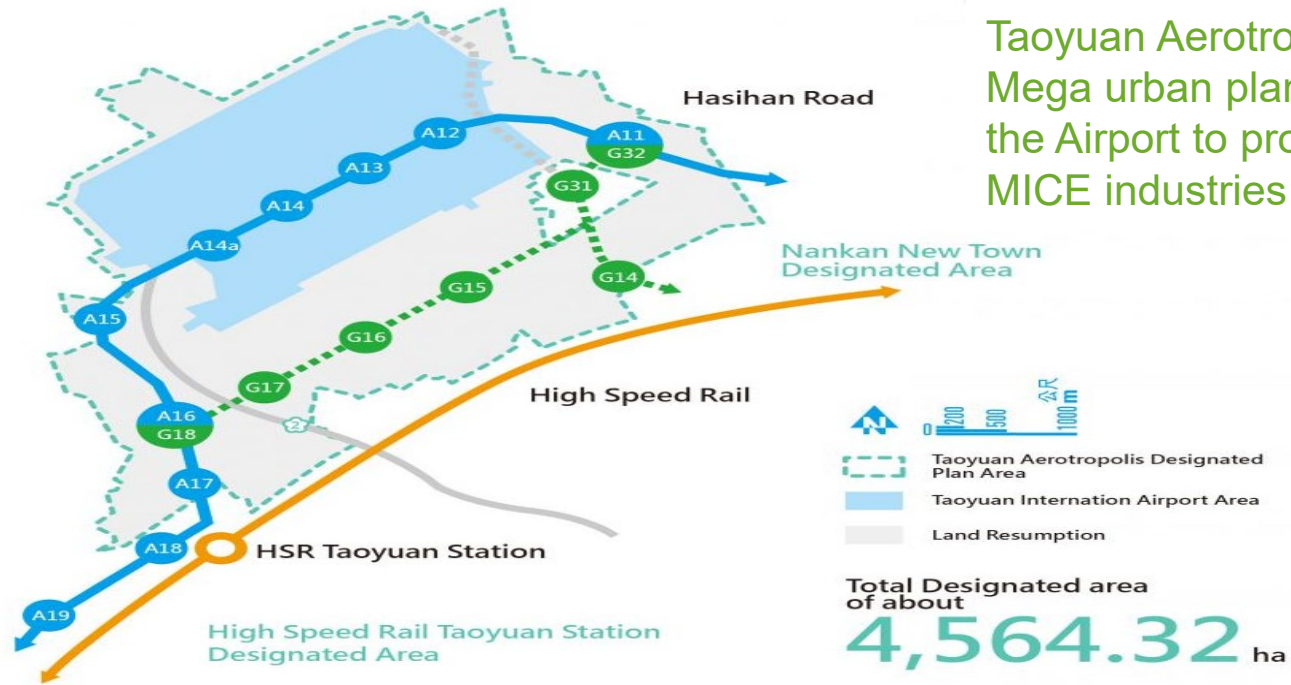 Taoyuan Aerotro
Mega urban plan
the Airport to pro
MICE industries
Hasihan Road
A11
G32
A12
A13
G31
A14
A14a
Nankan New Town
Designated Area
G14
G15
A15
G16
G17
High Speed Rail
A16
G18
2
A17
A18
HSR Taoyuan Station
A19
High Speed Rail Taoyuan Station
Designated Area
N
0 200 500 1000 m 公尺
Taoyuan Aerotropolis Designated
Plan Area
Taoyuan Internation Airport Area
Land Resumption
Total Designated area
of about
4,564.32 ha